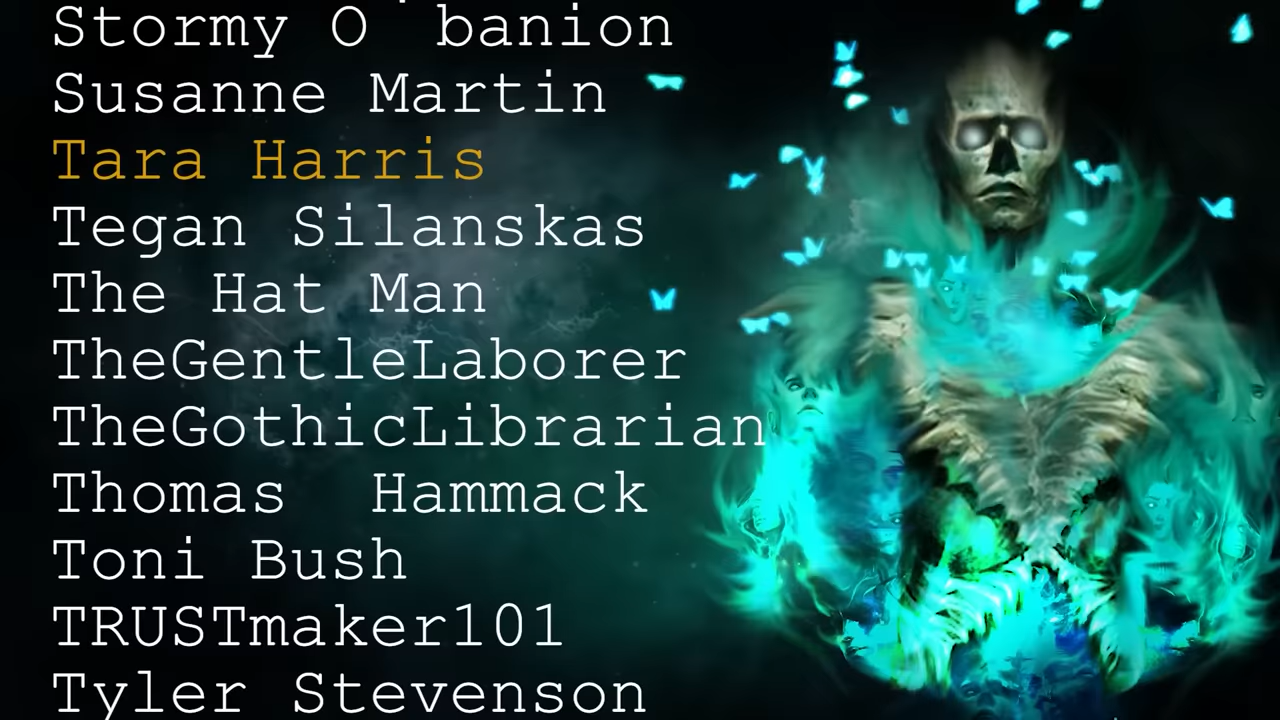 Stormy O banion
Susanne Martin
Tara Harris
Tegan Silanskas
The Hat Man
TheGentleLaborer
TheGothicLibrarian
Thomas  Hammack
Toni Bush
TRUSTmaker101
Tyler Stevenson